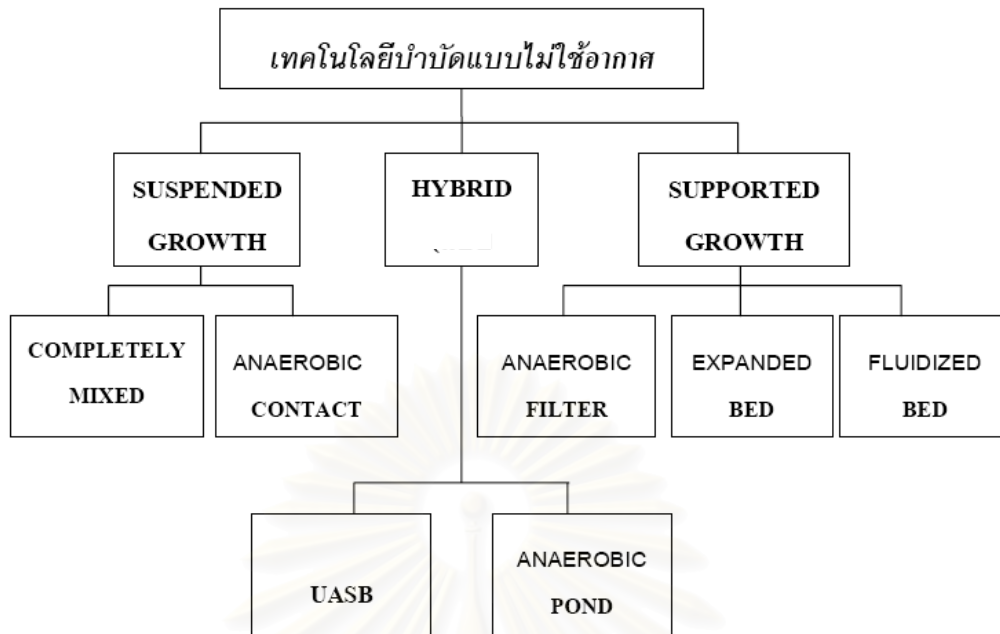 เทคโนโลยีบำบัดแบบไม่ใช้อากาศ
SUSPENDED
GROWTH
HYBRID
SUPPORTED
GROWTH
COMPLETELY
MIXED
ANAEROBIC
CONTACT
ANAEROBIC
FILTER
EXPANDED
BED
FLUIDIZED
BED
UASB
ANAEROBIC
POND